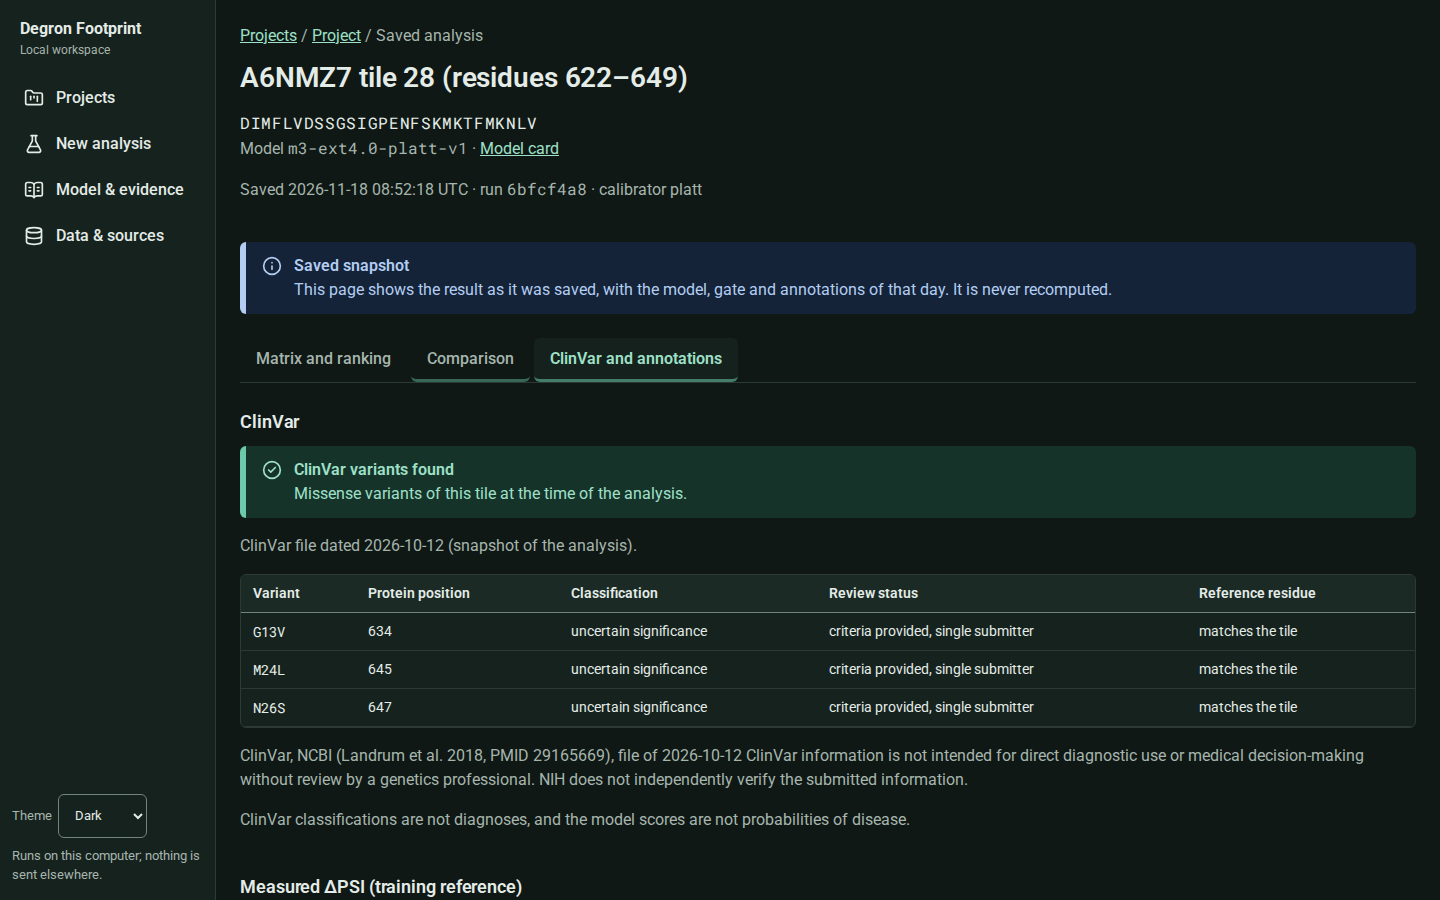 Degron Footprint
Local workspace
Projects
New analysis
Model & evidence
Data & sources
Theme Dark
Runs on this computer; nothing is
sent elsewhere.
Projects / Project / Saved analysis
A6NMZ7 tile 28 (residues 622–649)
DIMFLVDSSGSIGPENFSKMKTFMKNLV
Model m3-ext4.0-platt-v1 · Model card
Saved 2026-11-18 08:52:18 UTC · run 6bfcf4a8 · calibrator platt
Saved snapshot
This page shows the result as it was saved, with the model, gate and annotations of that day. It is never recomputed.
Matrix and ranking Comparison ClinVar and annotations
ClinVar
ClinVar variants found
Missense variants of this tile at the time of the analysis.
ClinVar file dated 2026-10-12 (snapshot of the analysis).
Variant Protein position Classification Review status Reference residue
G13V 634 uncertain significance criteria provided, single submitter matches the tile
M24L 645 uncertain significance criteria provided, single submitter matches the tile
N26S 647 uncertain significance criteria provided, single submitter matches the tile
ClinVar, NCBI (Landrum et al. 2018, PMID 29165669), file of 2026-10-12 ClinVar information is not intended for direct diagnostic use or medical decision-making
without review by a genetics professional. NIH does not independently verify the submitted information.
ClinVar classifications are not diagnoses, and the model scores are not probabilities of disease.
Measured ΔPSI (training reference)